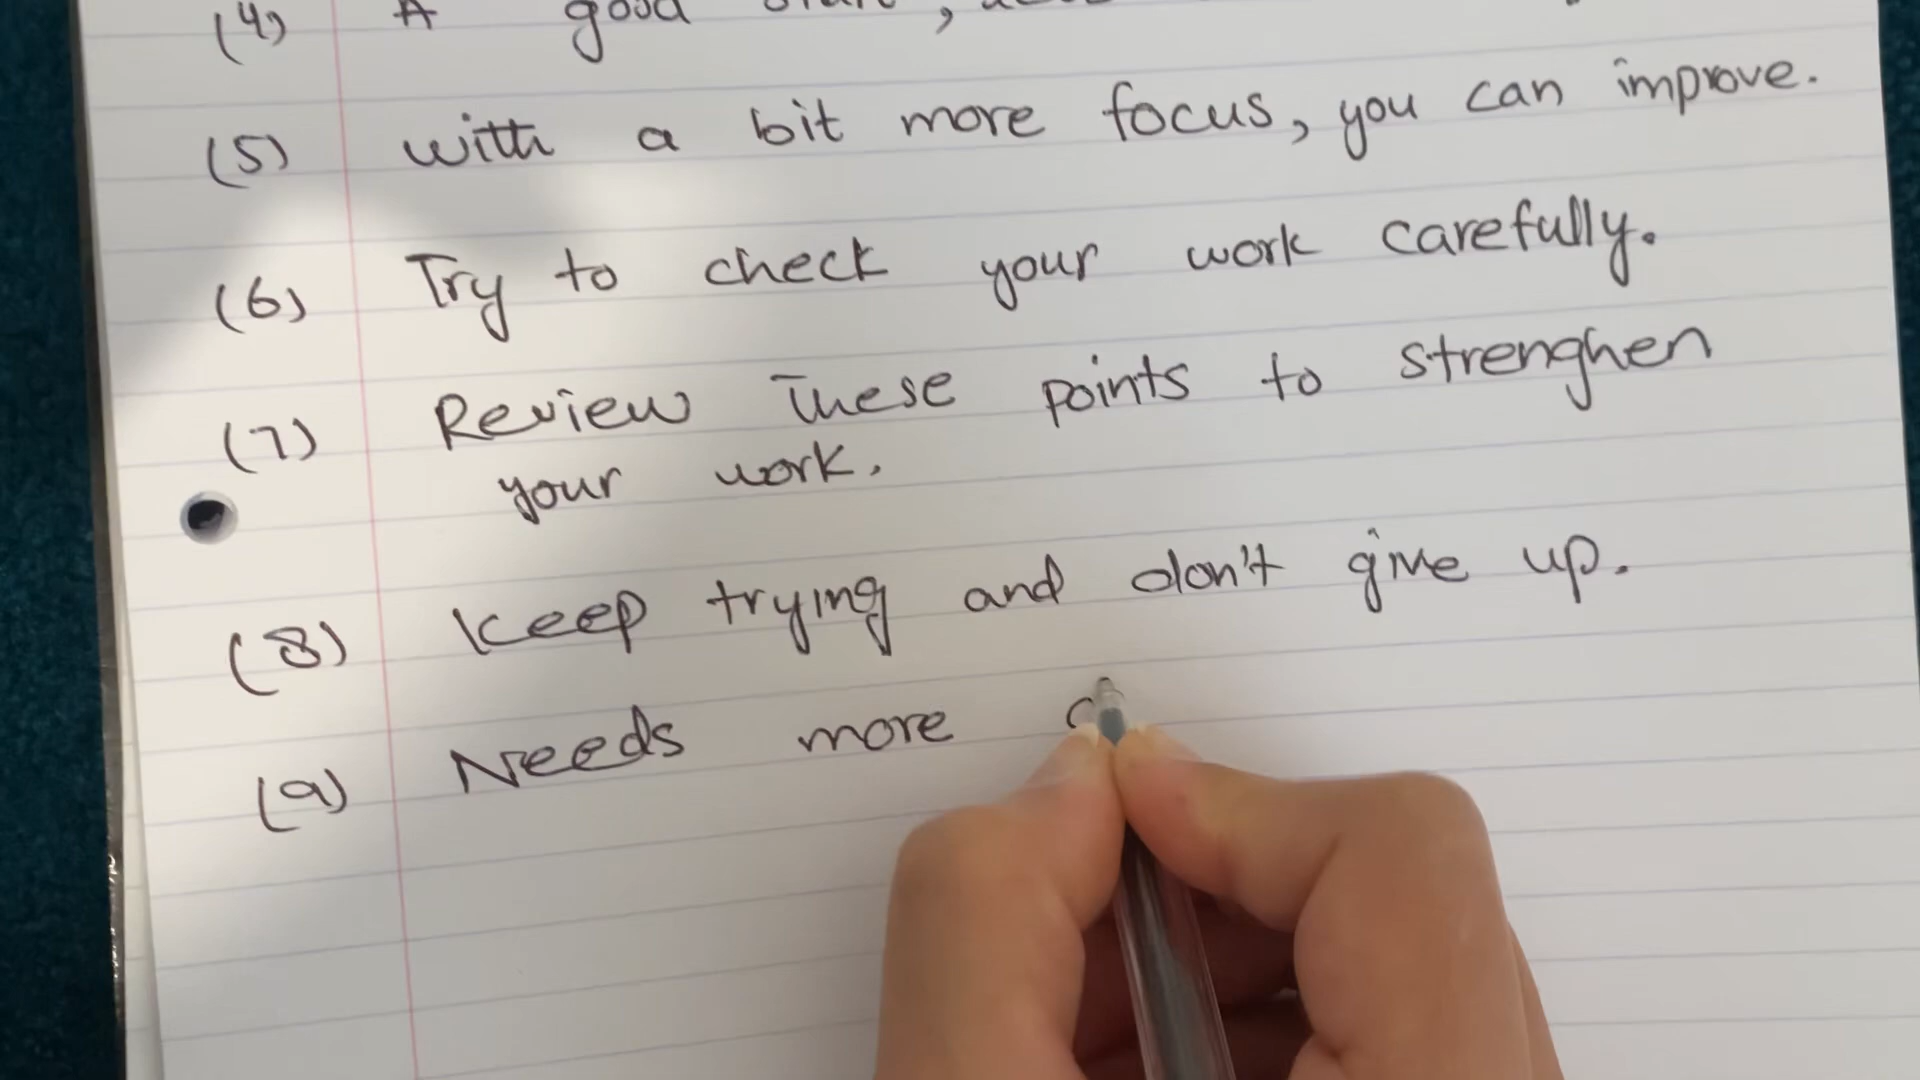 (4) A good
(5) with a bit more focus, you can improve.
(6) Try to check your work carefully.
(7) Review these points to strenghen
your work.
(8) Keep trying and don't give up.
(9) Needs more